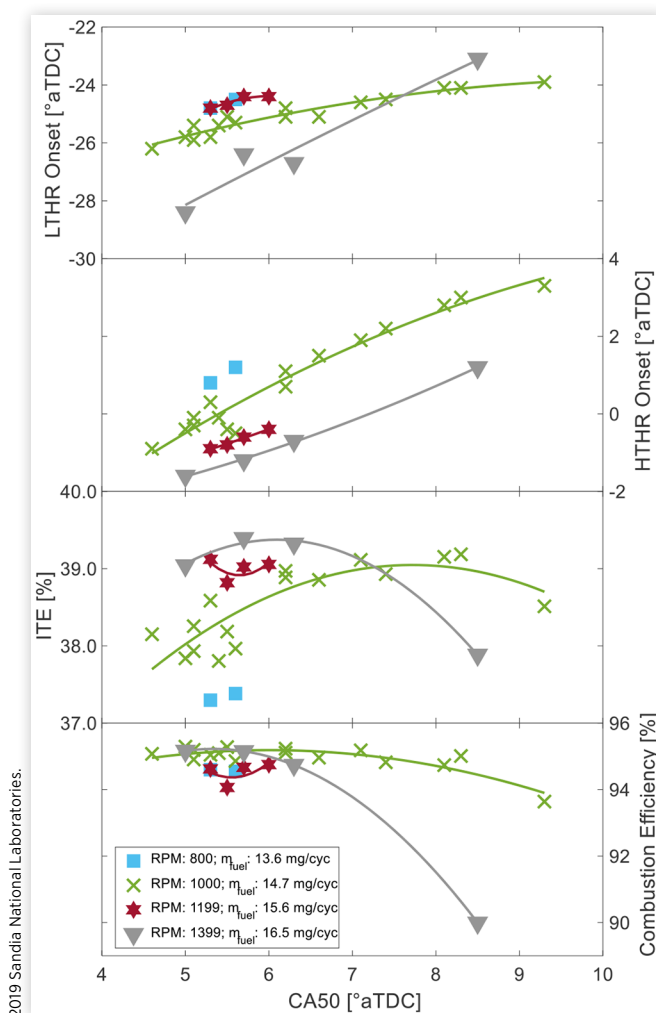 -22
-24
-26
-28
-30
LTHR Onset [°aTDC]
4
2
0
-2
HTHR Onset [°aTDC]
40.0
39.0
38.0
37.0
ITE [%]
96
94
92
90
Combustion Efficiency [%]
RPM: 800; m_fuel: 13.6 mg/cyc
RPM: 1000; m_fuel: 14.7 mg/cyc
RPM: 1199; m_fuel: 15.6 mg/cyc
RPM: 1399; m_fuel: 16.5 mg/cyc
4 5 6 7 8 9 10
CA50 [°aTDC]
2019 Sandia National Laboratories.